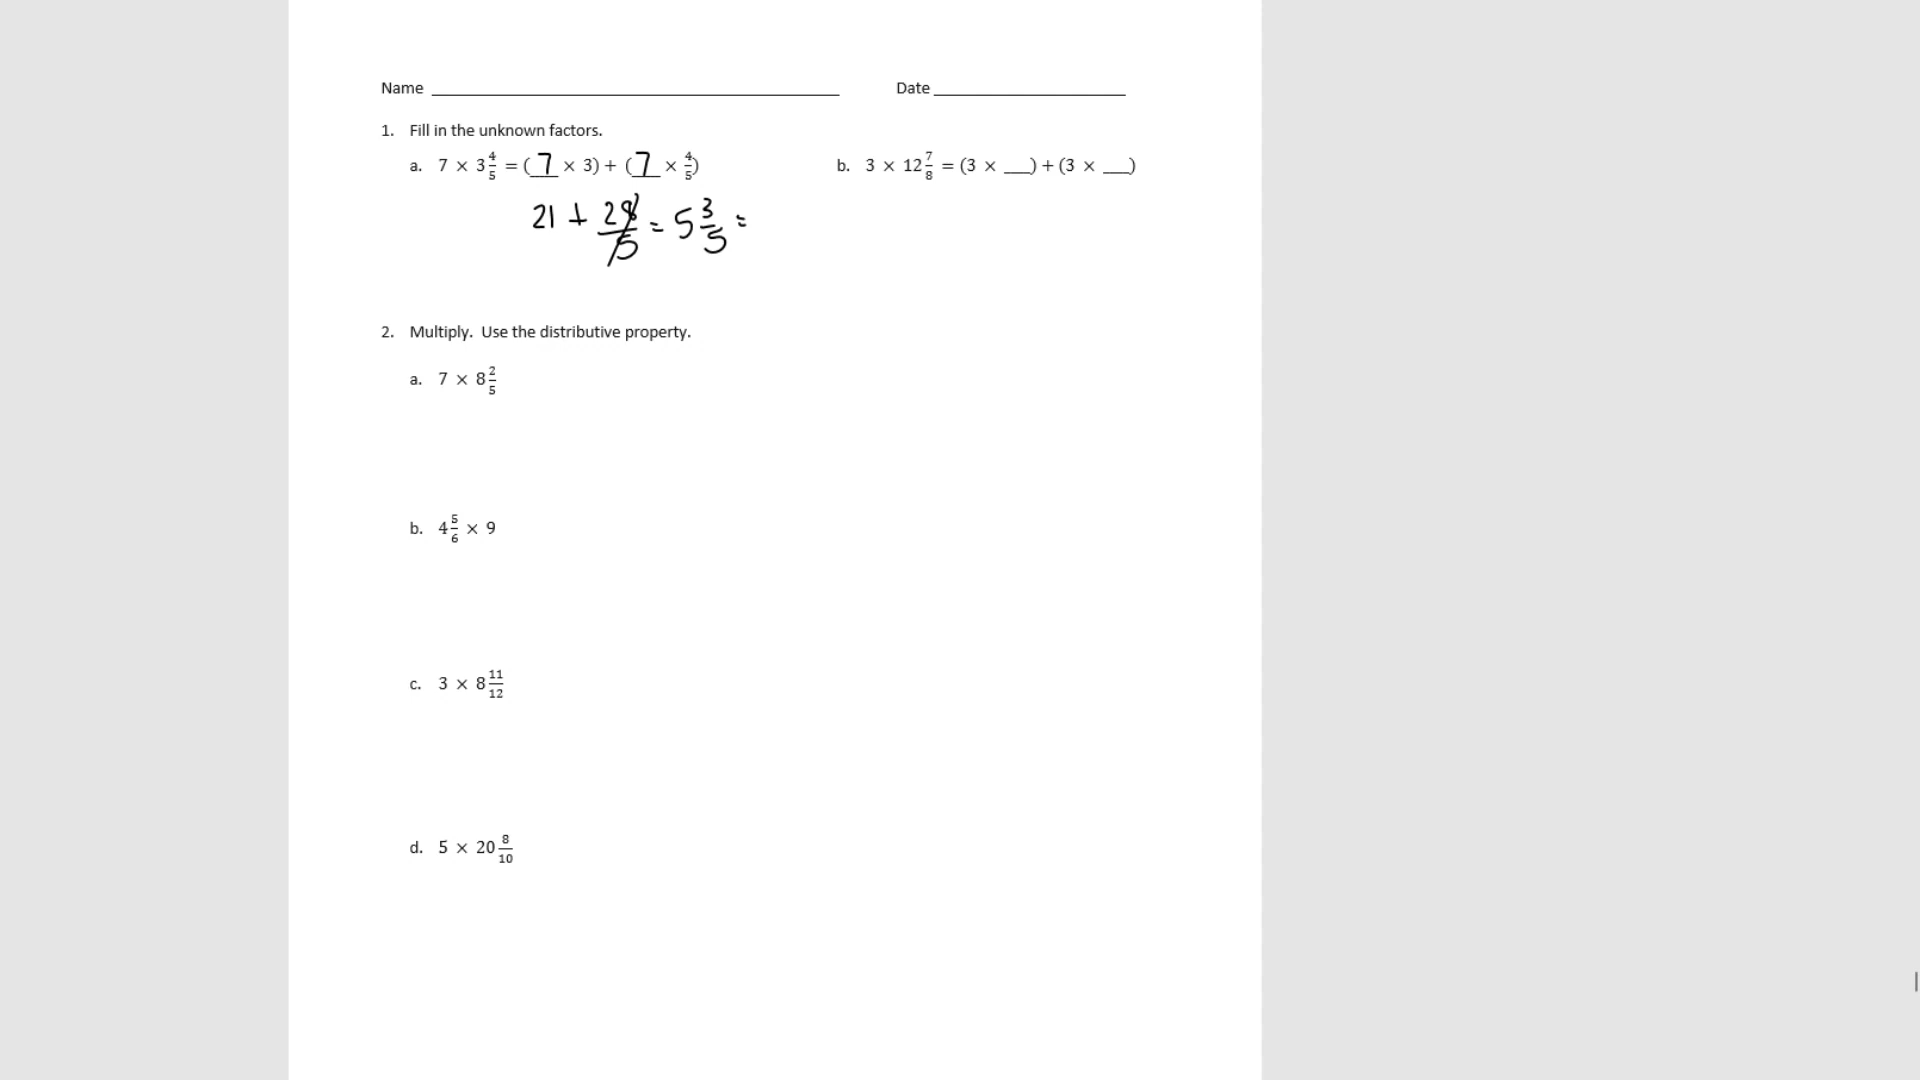 Name ____ Date ____
1. Fill in the unknown factors.
a. 7 × 3 4/5 = (7 × 3) + (7 × 4/5)
b. 3 × 12 7/8 = (3 × ___) + (3 × ___)
21 + 28/5 = 5 3/5 =
2. Multiply. Use the distributive property.
a. 7 × 8 2/5
b. 4 5/6 × 9
c. 3 × 8 11/12
d. 5 × 20 8/10